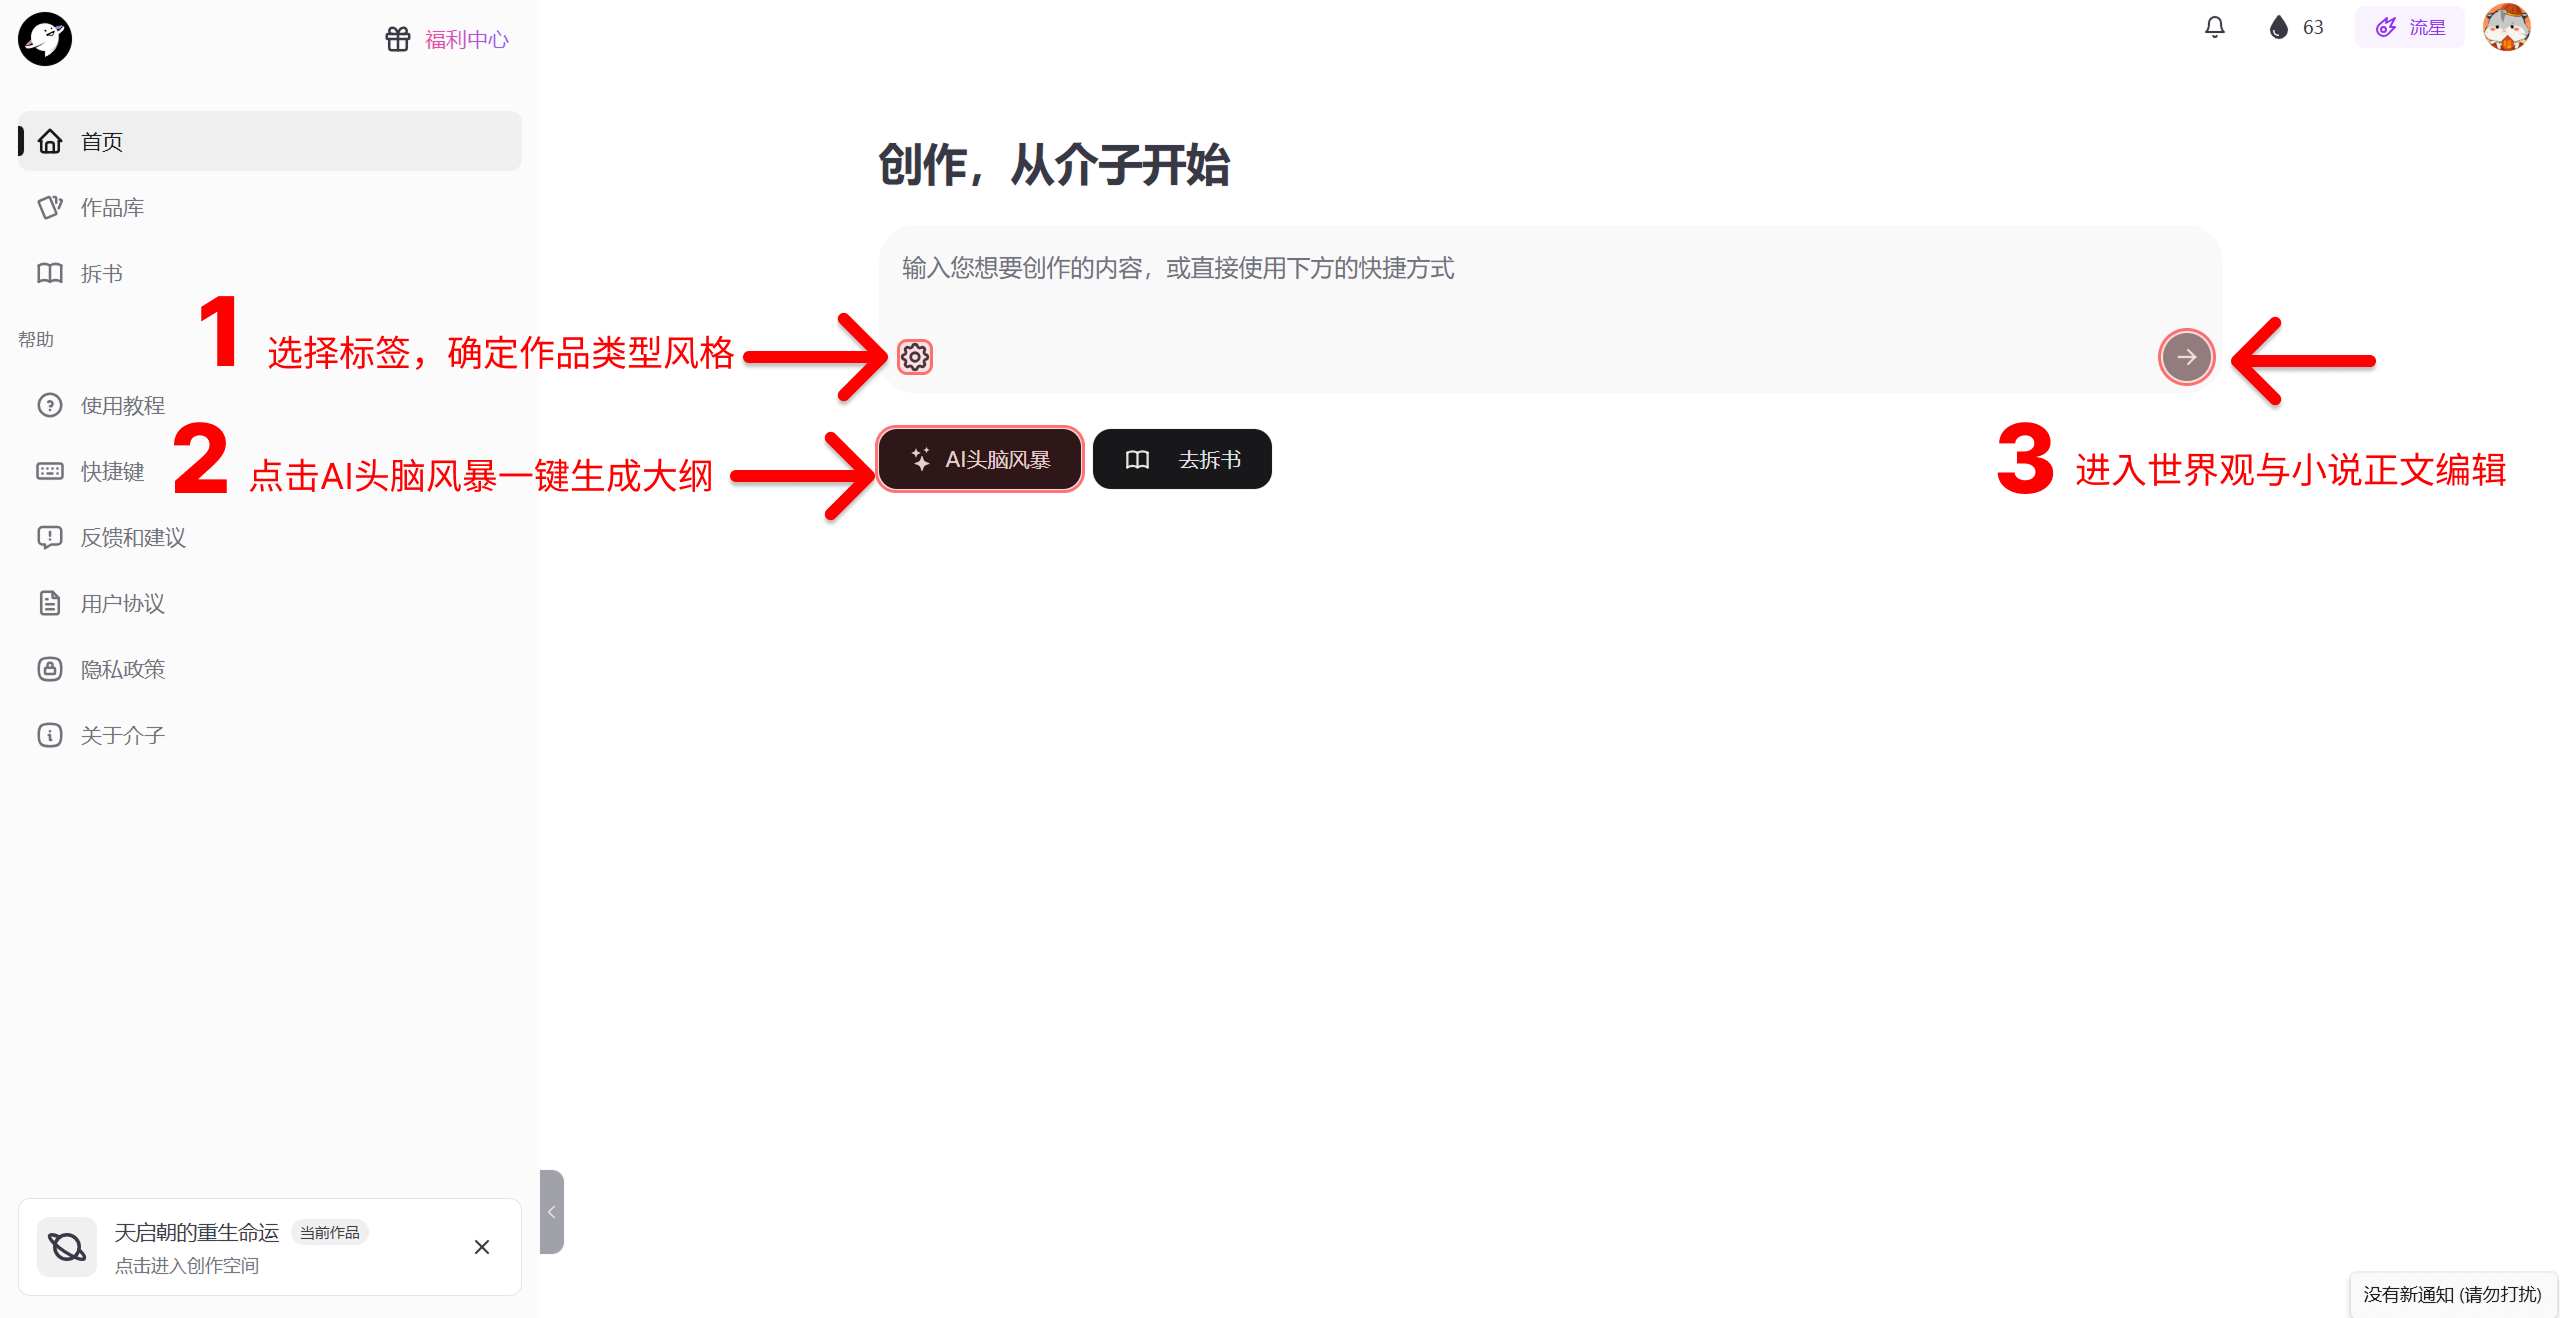 福利中心
63
流星
首页
作品库
拆书
帮助
使用教程
快捷键
反馈和建议
用户协议
隐私政策
关于介子
创作，从介子开始
输入您想要创作的内容，或直接使用下方的快捷方式
1 选择标签，确定作品类型风格
2 点击AI头脑风暴一键生成大纲
AI头脑风暴
去拆书
3 进入世界观与小说正文编辑
天启朝的重生命运 当前作品
点击进入创作空间
没有新通知 (请勿打扰)